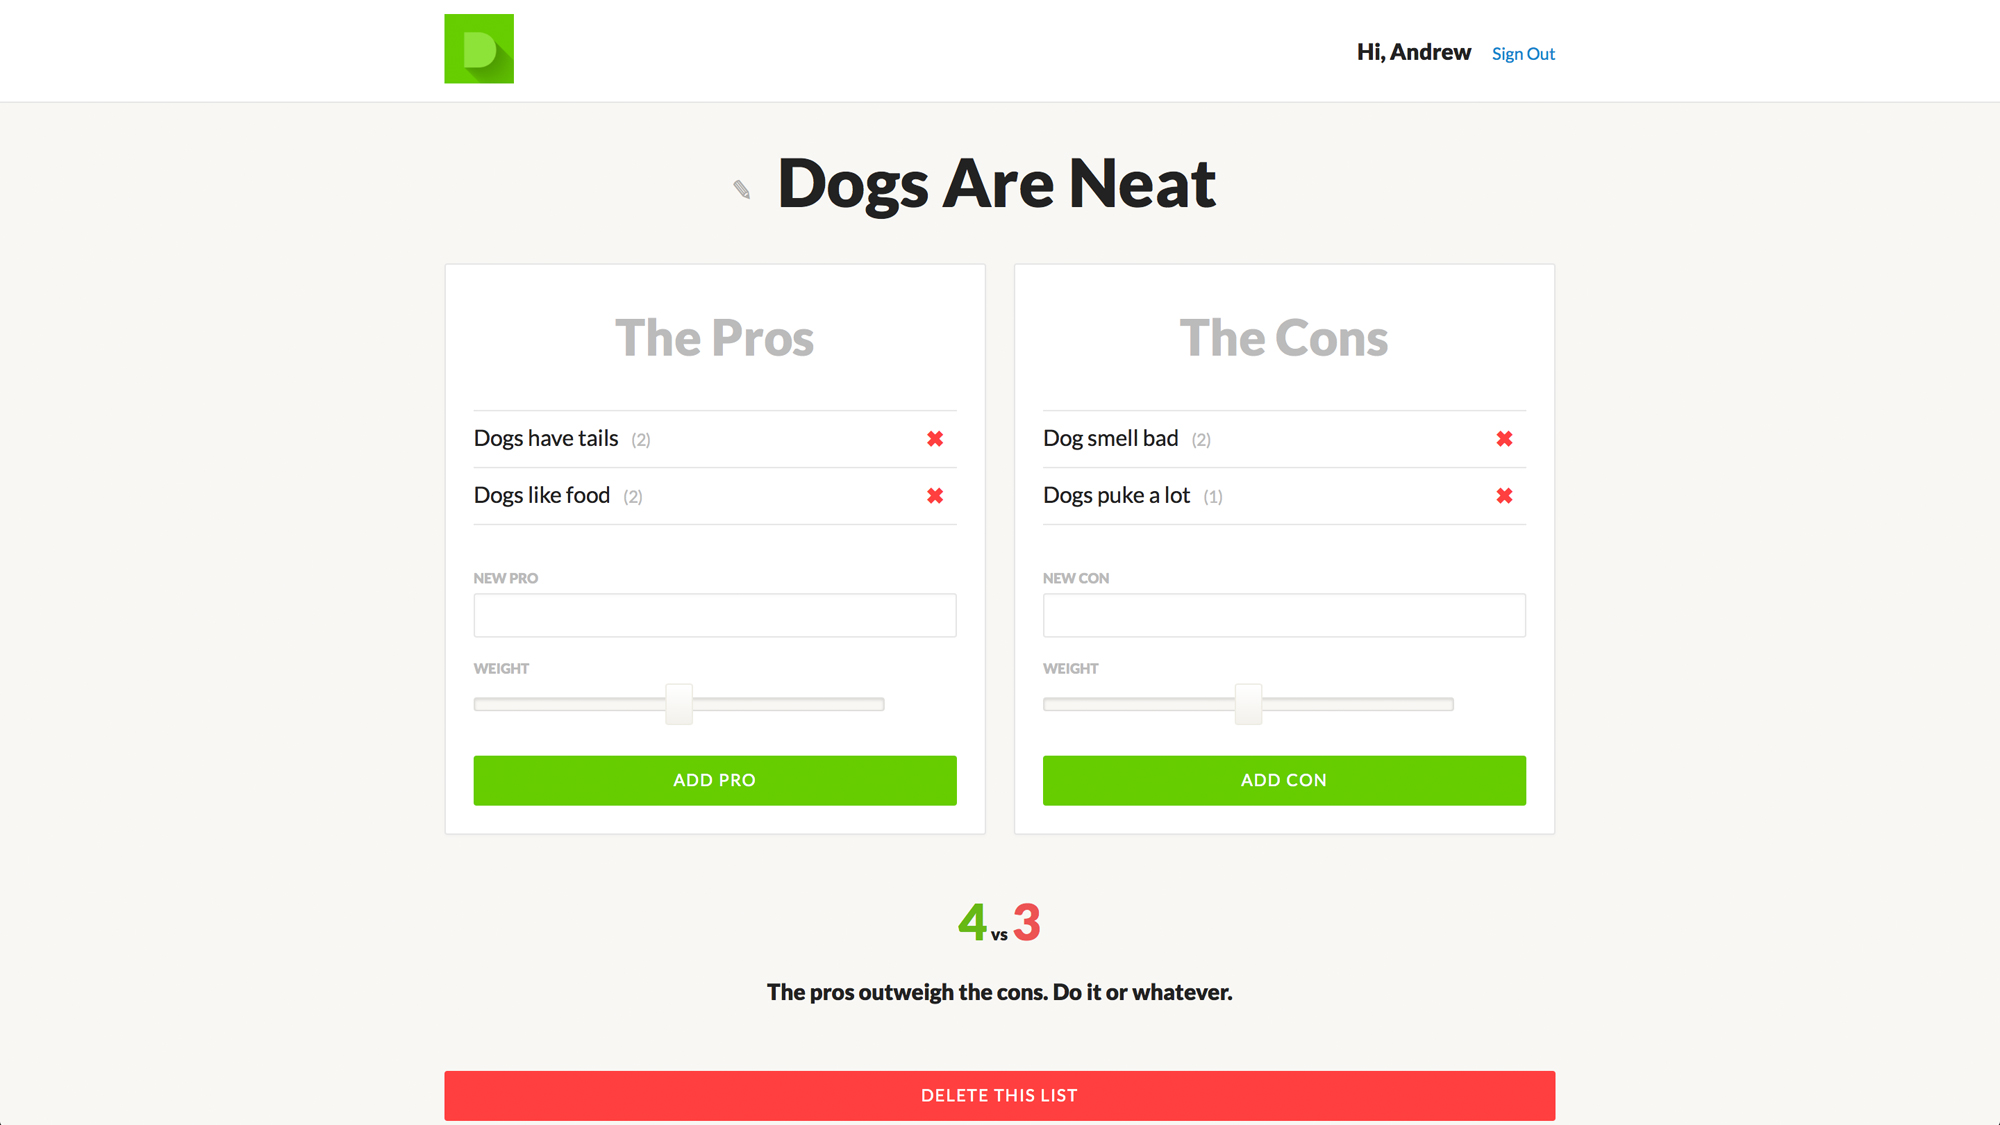 D
Hi, Andrew Sign Out
Dogs Are Neat
The Pros
Dogs have tails (2)
Dogs like food (2)
NEW PRO
WEIGHT
ADD PRO
The Cons
Dog smell bad (2)
Dogs puke a lot (1)
NEW CON
WEIGHT
ADD CON
4 vs 3
The pros outweigh the cons. Do it or whatever.
DELETE THIS LIST